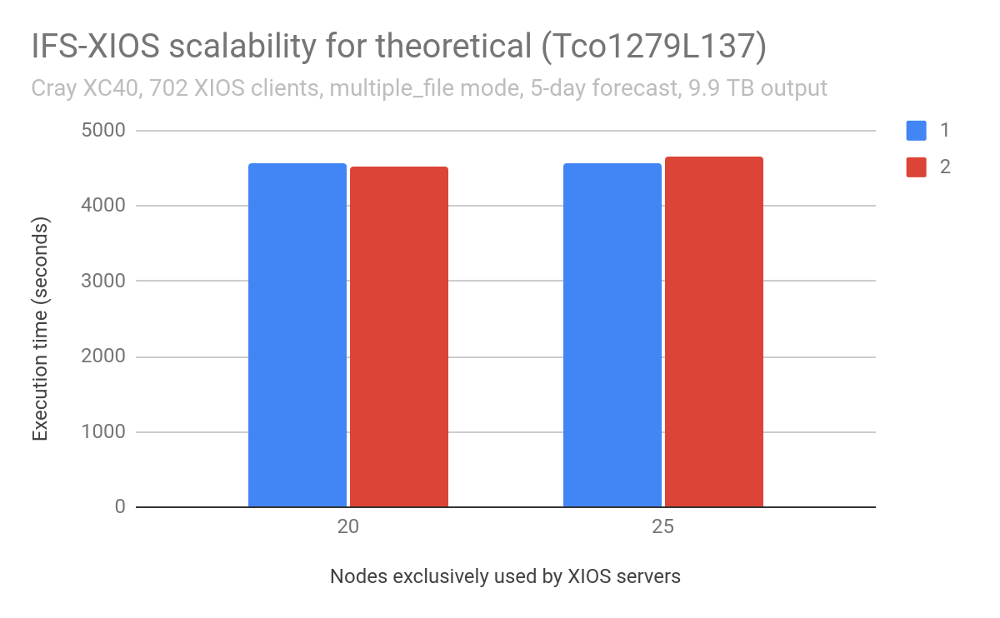 IFS-XIOS scalability for theoretical (Tco1279L137)
Cray XC40, 702 XIOS clients, multiple_file mode, 5-day forecast, 9.9 TB output
5000
4000
3000
2000
1000
0
Execution time (seconds)
20
25
Nodes exclusively used by XIOS servers
1
2